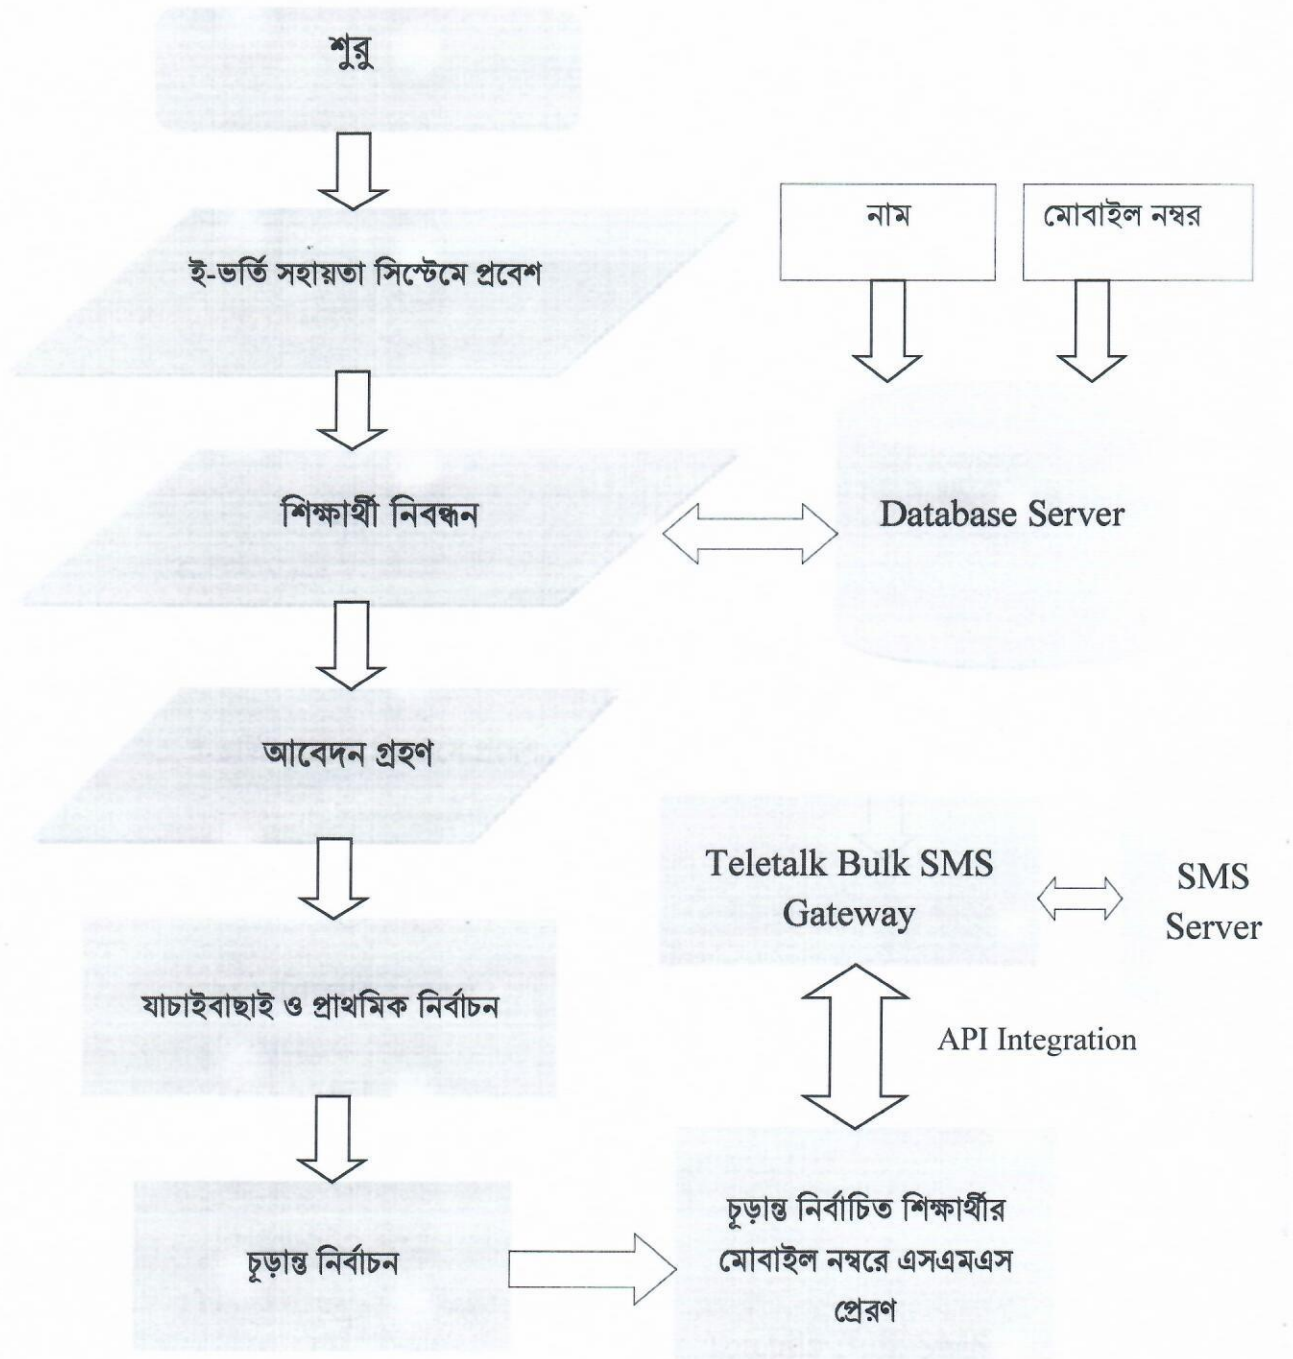 শুরু
ই-ভর্তি সহায়তা সিস্টেমে প্রবেশ
নাম
মোবাইল নম্বর
শিক্ষার্থী নিবন্ধন
Database Server
আবেদন গ্রহণ
Teletalk Bulk SMS
Gateway
SMS
Server
যাচাইবাছাই ও প্রাথমিক নির্বাচন
API Integration
চূড়ান্ত নির্বাচন
চূড়ান্ত নির্বাচিত শিক্ষার্থীর
মোবাইল নম্বরে এসএমএস
প্রেরণ